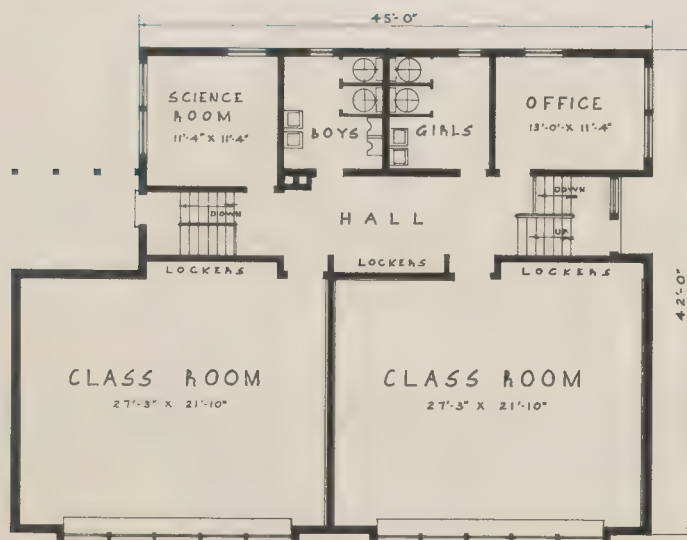 45'-0"
SCIENCE
ROOM
11'-4" X 11'-4"
BOYS
GIRLS
OFFICE
13'-0" X 11'-4"
DOWN
HALL
DOWN
UP
LOCKERS
LOCKERS
LOCKERS
42'-0"
CLASS ROOM
27'-3" X 21'-10"
CLASS ROOM
27'-3" X 21'-10"